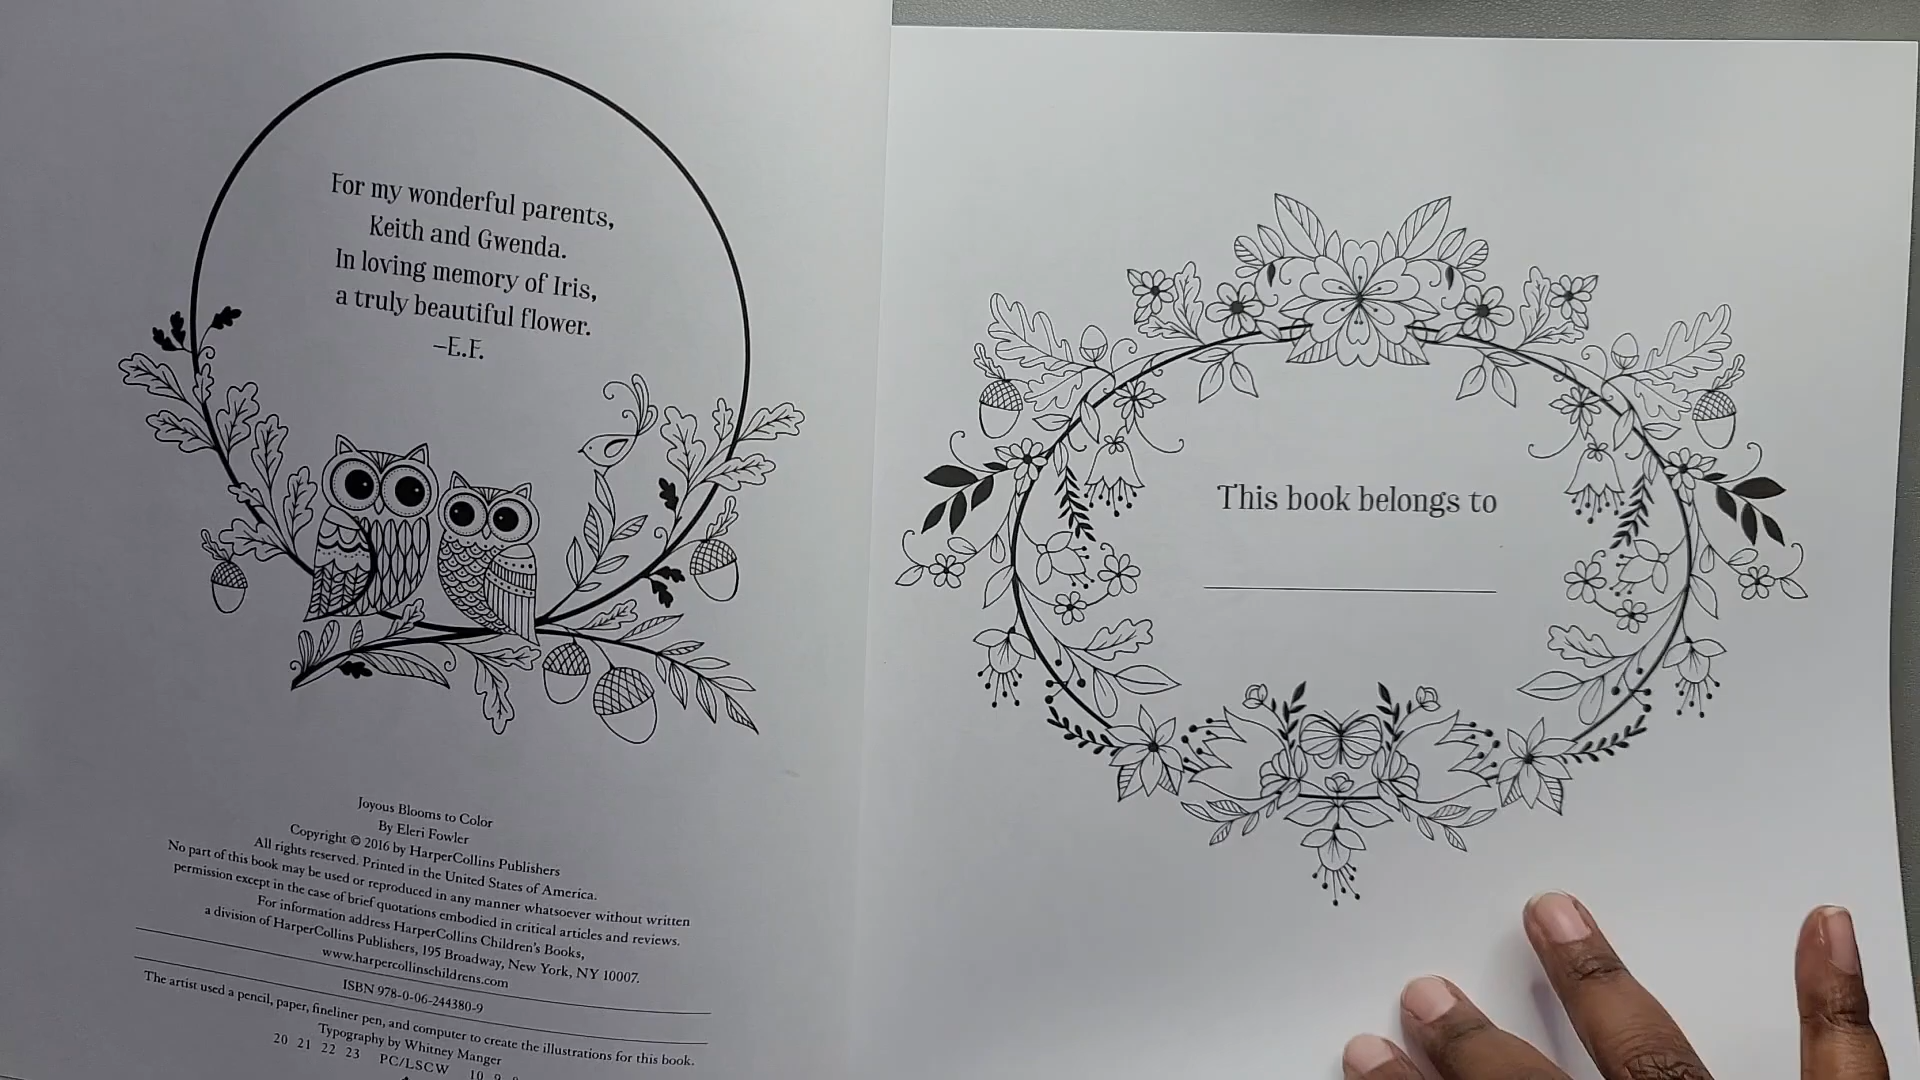 For my wonderful parents,
Keith and Gwenda.
In loving memory of Iris,
a truly beautiful flower.
–E.F.
Joyous Blooms to Color
By Eleri Fowler
Copyright © 2016 by HarperCollins Publishers
All rights reserved. Printed in the United States of America.
No part of this book may be used or reproduced in any manner whatsoever without written
permission except in the case of brief quotations embodied in critical articles and reviews.
For information address HarperCollins Children's Books,
a division of HarperCollins Publishers, 195 Broadway, New York, NY 10007.
www.harpercollinschildrens.com
ISBN 978-0-06-244380-9
The artist used a pencil, paper, fineliner pen, and computer to create the illustrations for this book.
Typography by Whitney Manger
20 21 22 23 PC/LSCW 10 9
This book belongs to